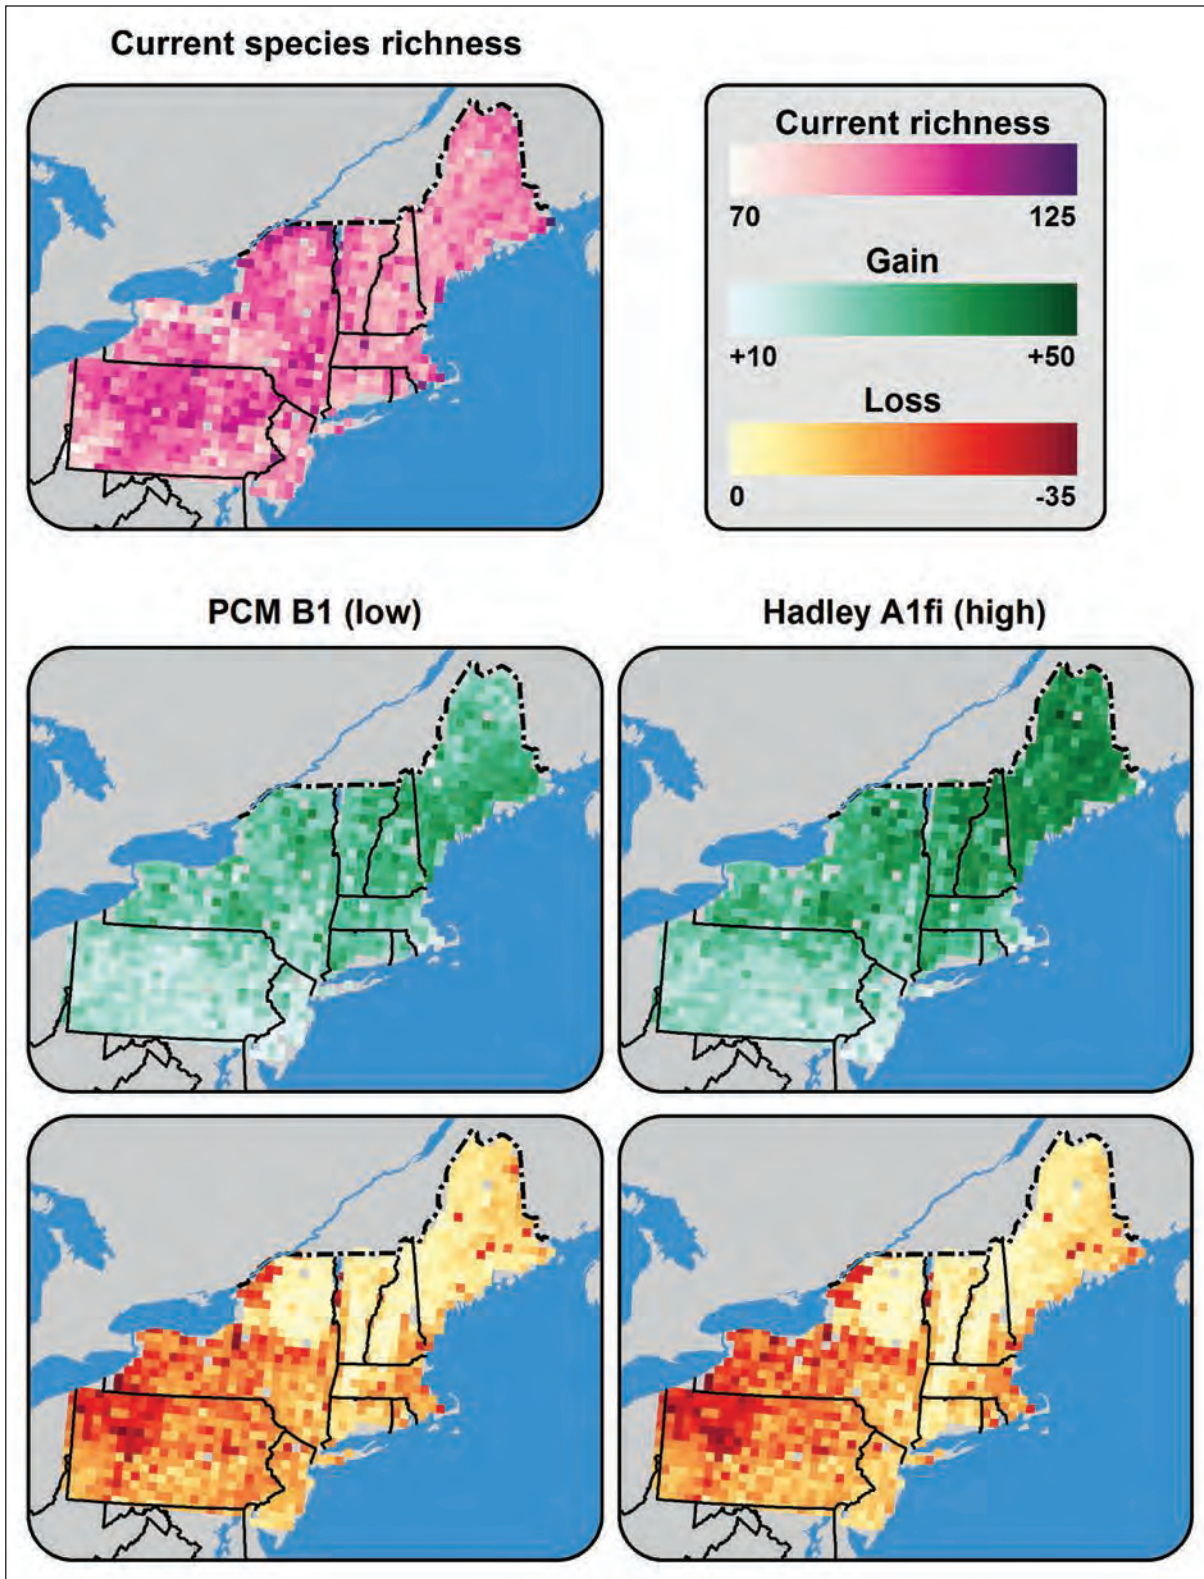 Current species richness
Current richness
70 125
Gain
+10 +50
Loss
0 -35
PCM B1 (low)
Hadley A1fi (high)